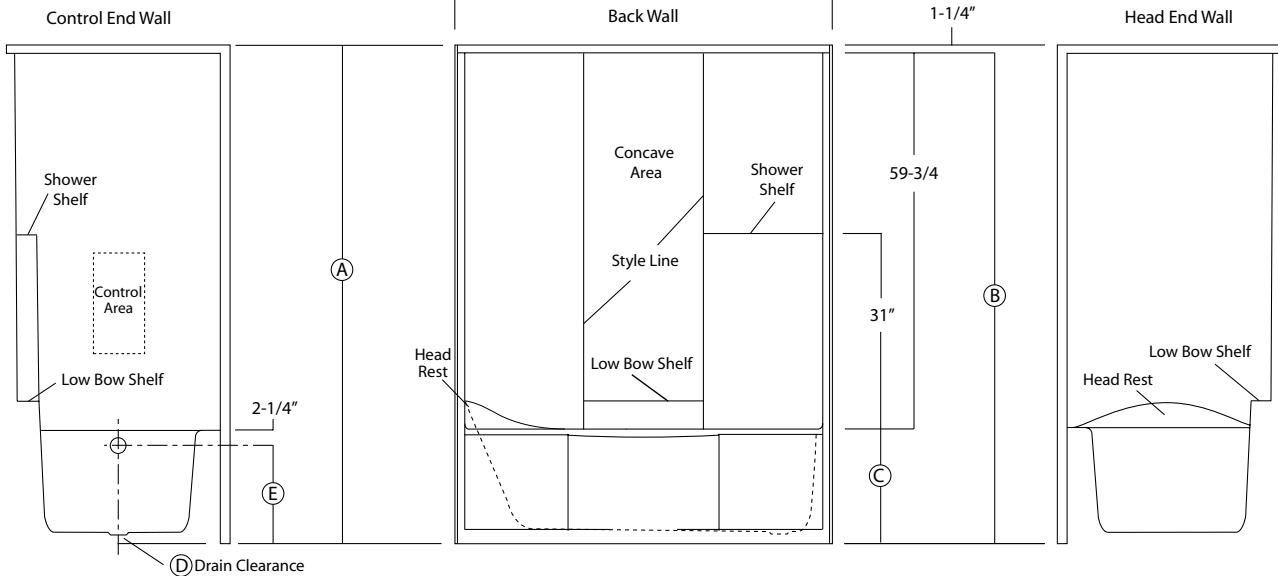 Control End Wall
Back Wall
1-1/4”
Head End Wall
Shower
Shelf
Control
Area
Low Bow Shelf
2-1/4”
A
E
D Drain Clearance
Concave
Area
Shower
Shelf
Style Line
Head
Rest
Low Bow Shelf
59-3/4
31”
B
C
Low Bow Shelf
Head Rest